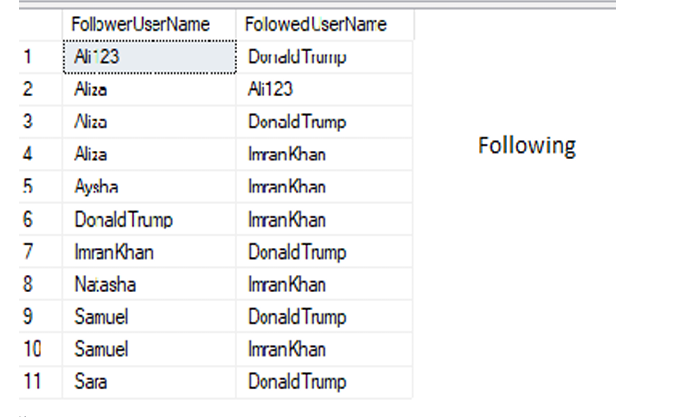 FollowerUserName FollowedUserName
1 Ali123 DonaldTrump
2 Aliza Ali123
3 Aliza DonaldTrump
4 Aliza ImranKhan
Following
5 Aysha ImranKhan
6 DonaldTrump ImranKhan
7 ImranKhan DonaldTrump
8 Natasha ImranKhan
9 Samuel DonaldTrump
10 Samuel ImranKhan
11 Sara DonaldTrump